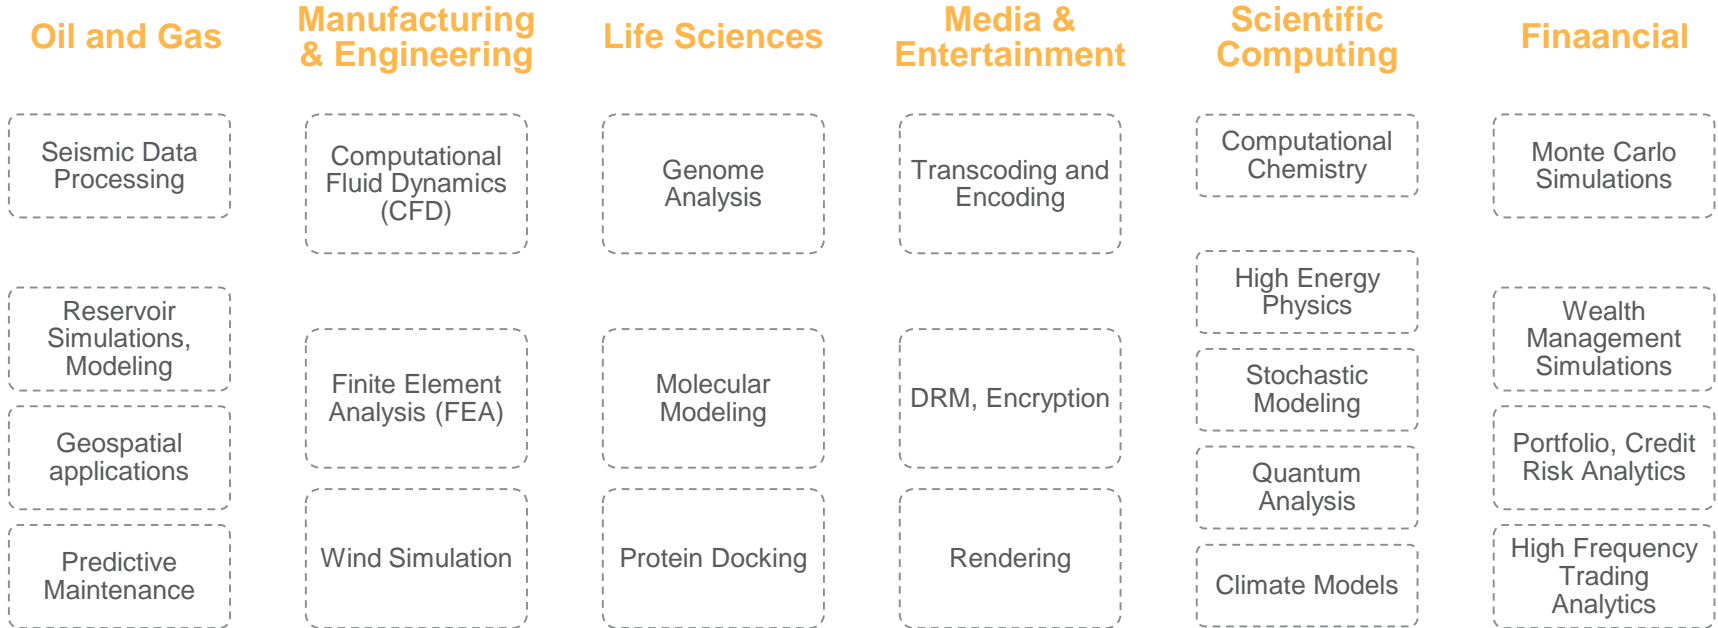 Oil and Gas
Manufacturing
& Engineering
Life Sciences
Media &
Entertainment
Scientific
Computing
Finaancial
Seismic Data
Processing
Reservoir
Simulations,
Modeling
Geospatial
applications
Predictive
Maintenance
Computational
Fluid Dynamics
(CFD)
Finite Element
Analysis (FEA)
Wind Simulation
Genome
Analysis
Molecular
Modeling
Protein Docking
Transcoding and
Encoding
DRM, Encryption
Rendering
Computational
Chemistry
High Energy
Physics
Stochastic
Modeling
Quantum
Analysis
Climate Models
Monte Carlo
Simulations
Wealth
Management
Simulations
Portfolio, Credit
Risk Analytics
High Frequency
Trading
Analytics